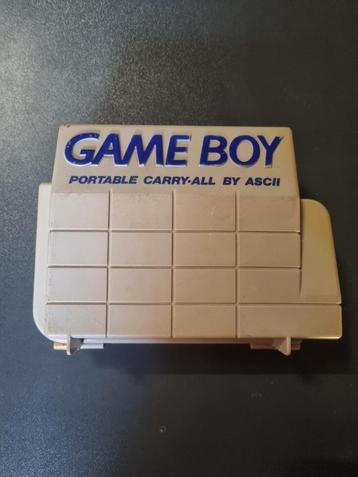 GAME BOY
PORTABLE CARRY-ALL BY ASCII